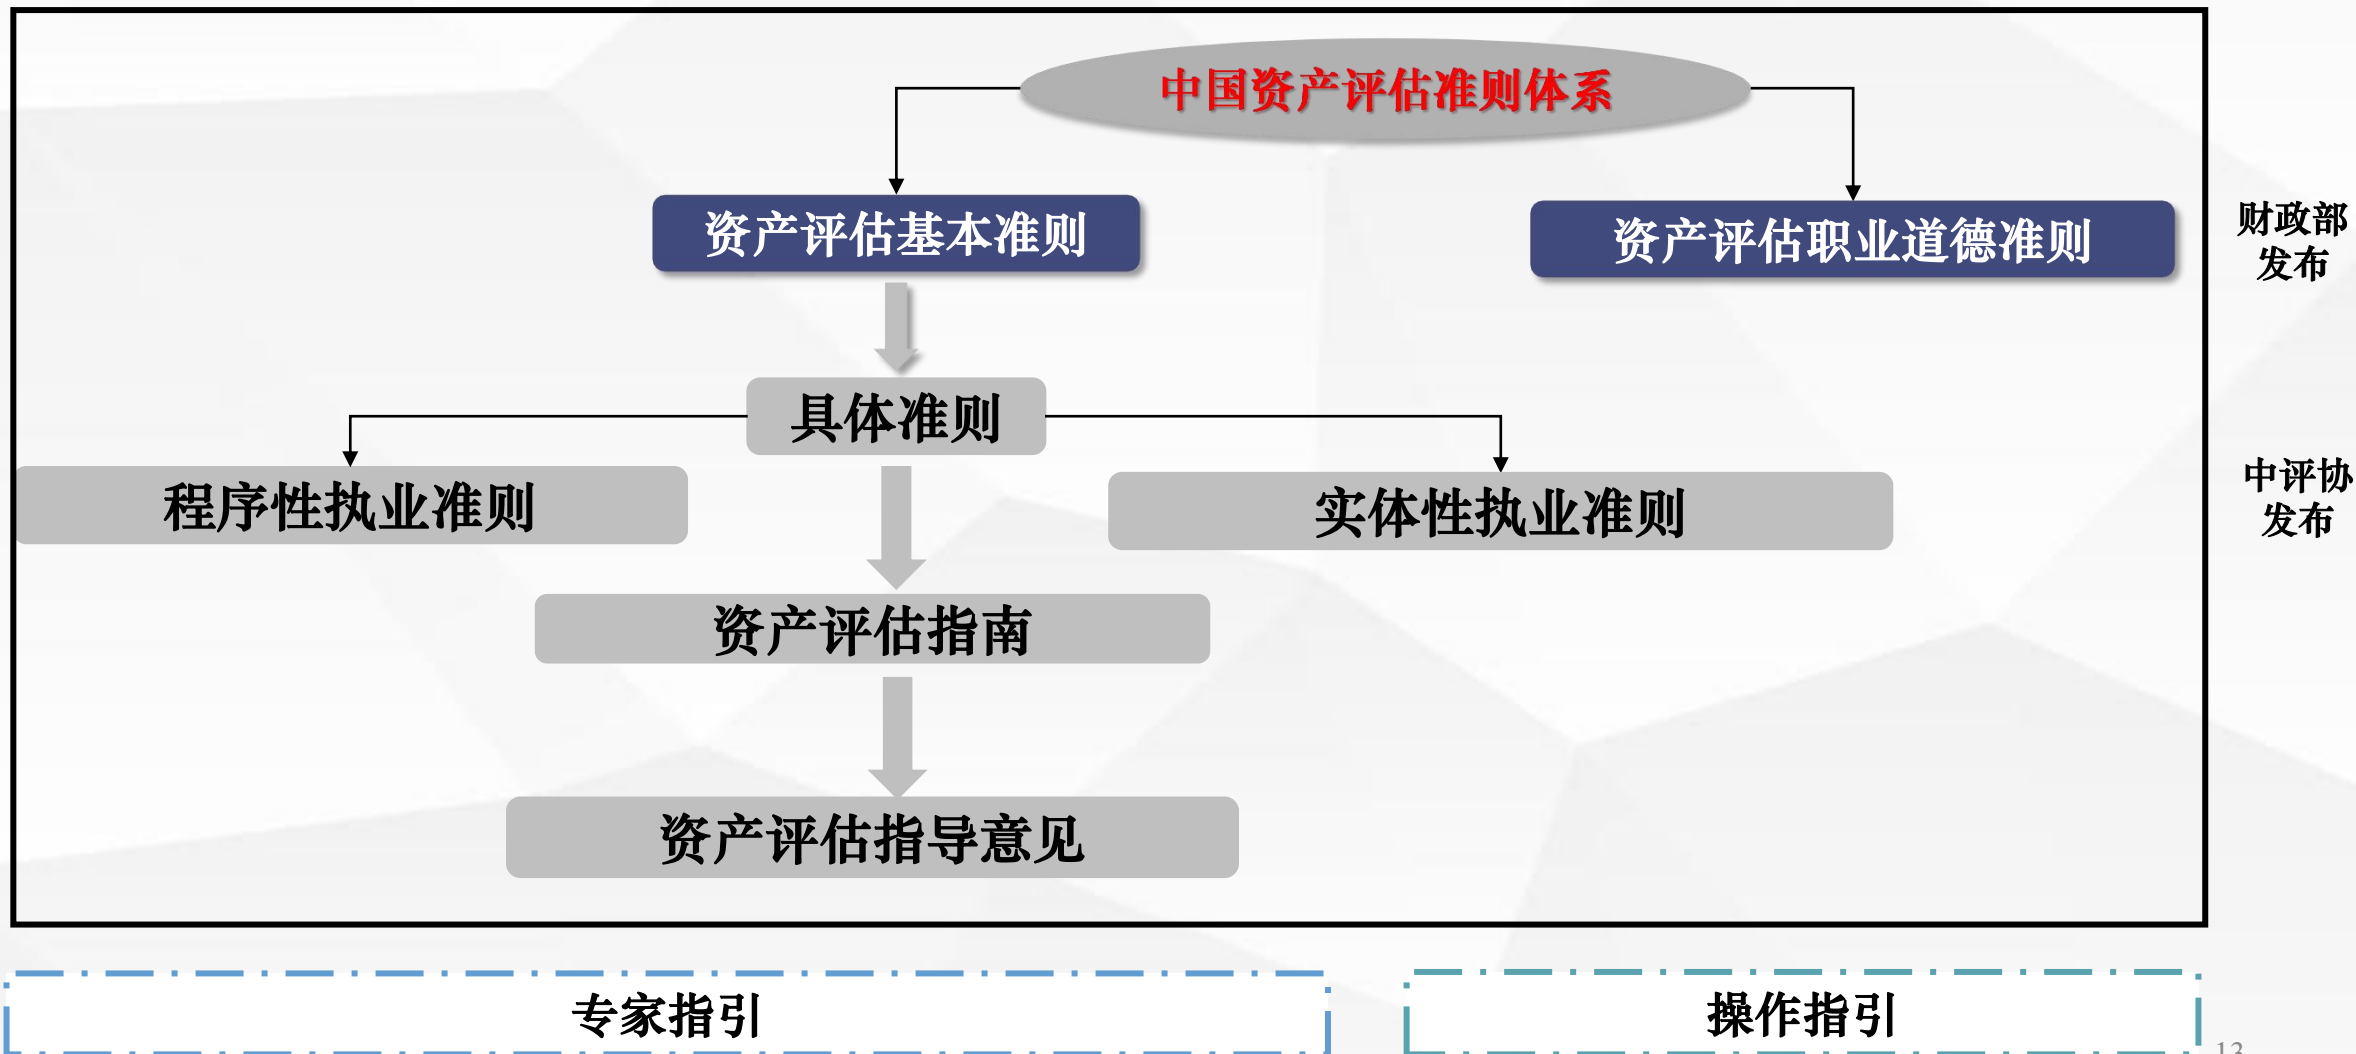 中国资产评估准则体系
资产评估基本准则
资产评估职业道德准则
财政部
发布
具体准则
程序性执业准则
实体性执业准则
中评协
发布
资产评估指南
资产评估指导意见
专家指引
操作指引